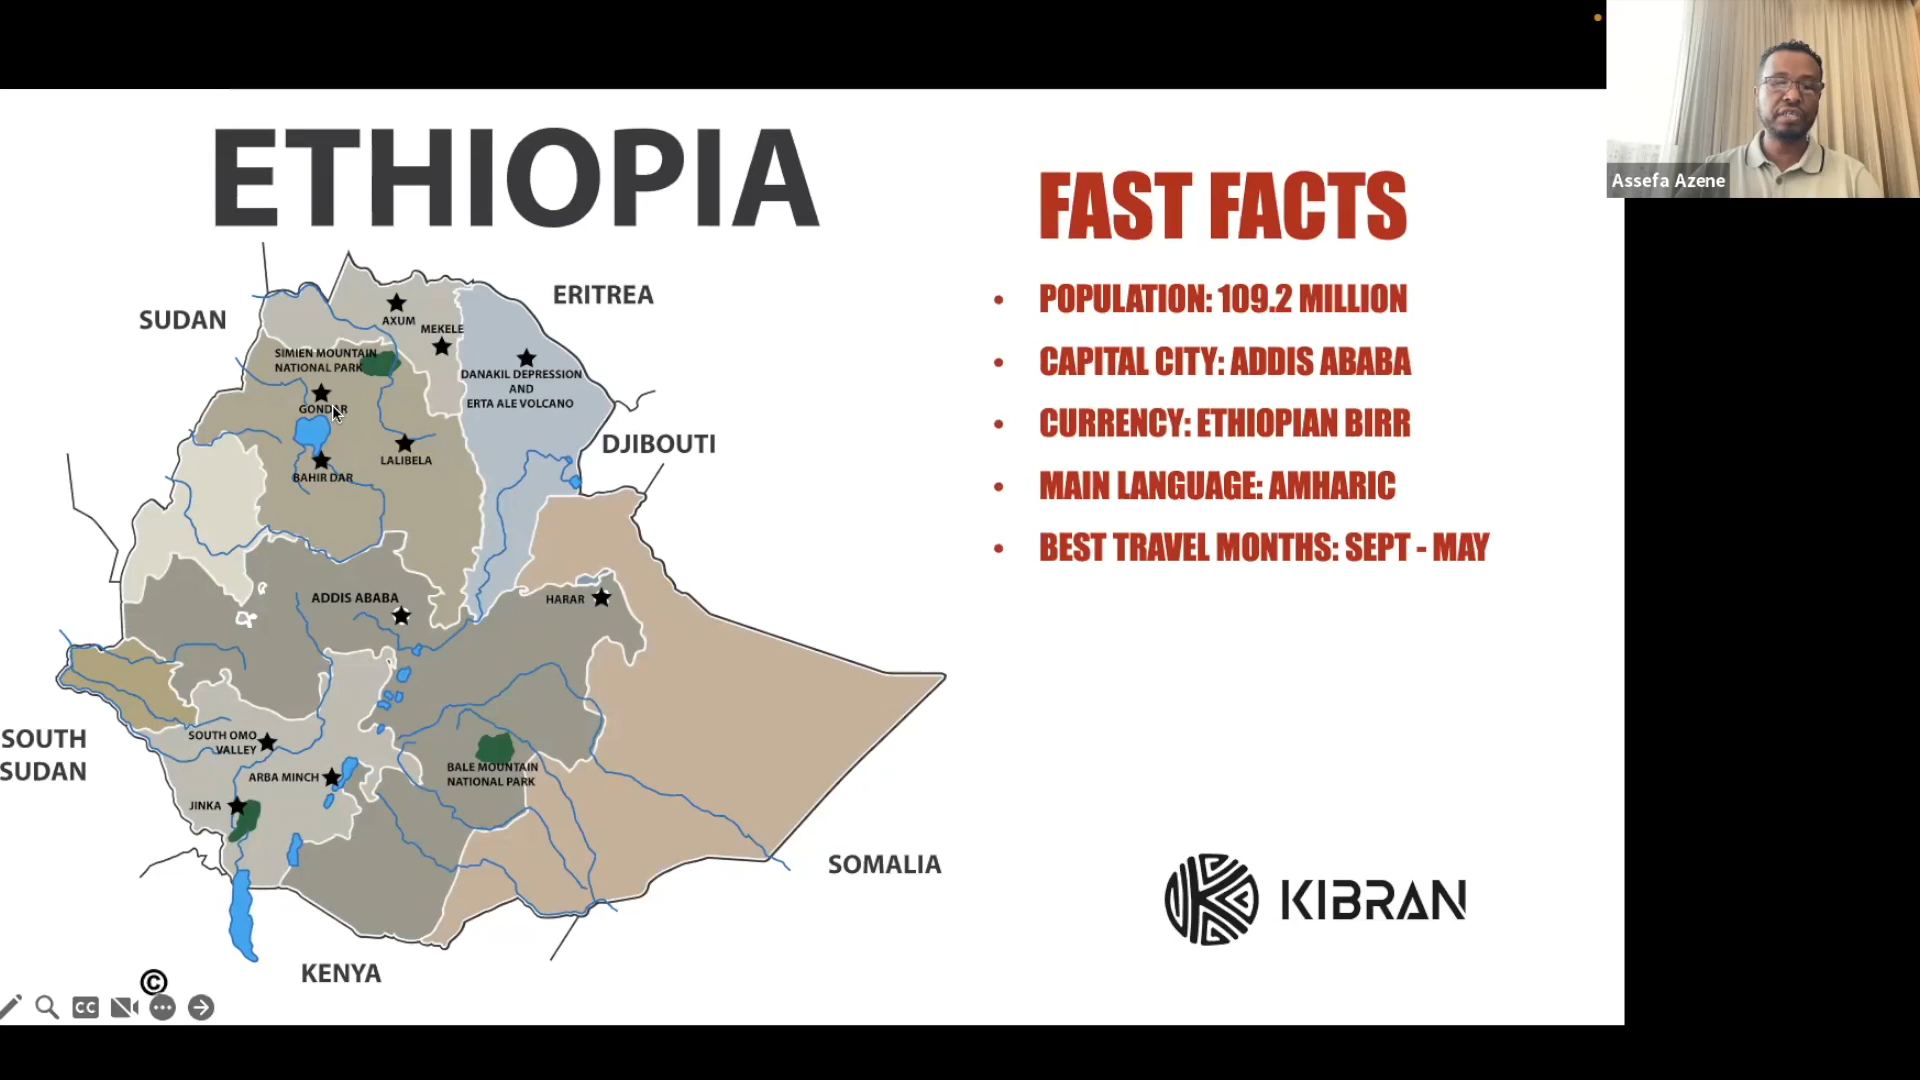 Assefa Azene
ETHIOPIA
FAST FACTS
• POPULATION: 109.2 MILLION
• CAPITAL CITY: ADDIS ABABA
• CURRENCY: ETHIOPIAN BIRR
• MAIN LANGUAGE: AMHARIC
• BEST TRAVEL MONTHS: SEPT - MAY
SUDAN
ERITREA
AXUM
MEKELE
SIMIEN MOUNTAIN
NATIONAL PARK
DANAKIL DEPRESSION
AND
ERTA ALE VOLCANO
GONDAR
DJIBOUTI
LALIBELA
BAHIR DAR
ADDIS ABABA
HARAR
SOUTH
SUDAN
SOUTH OMO
VALLEY
ARBA MINCH
BALE MOUNTAIN
NATIONAL PARK
JINKA
SOMALIA
KENYA
KIBRAN
©
CC